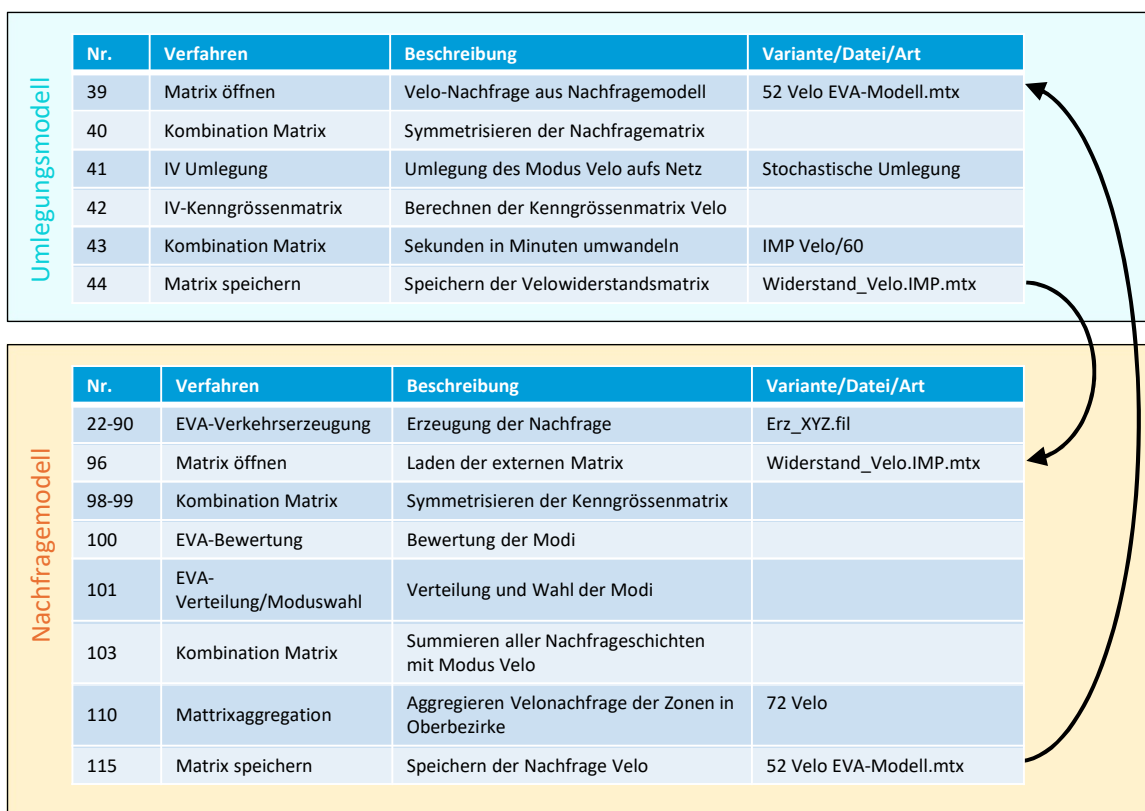 Umlegungsmodell
Nr. Verfahren Beschreibung Variante/Datei/Art
39 Matrix öffnen Velo-Nachfrage aus Nachfragemodell 52 Velo EVA-Modell.mtx
40 Kombination Matrix Symmetrisieren der Nachfragematrix
41 IV Umlegung Umlegung des Modus Velo aufs Netz Stochastische Umlegung
42 IV-Kenngrössenmatrix Berechnen der Kenngrössenmatrix Velo
43 Kombination Matrix Sekunden in Minuten umwandeln IMP Velo/60
44 Matrix speichern Speichern der Velowiderstandsmatrix Widerstand_Velo.IMP.mtx
Nachfragemodell
Nr. Verfahren Beschreibung Variante/Datei/Art
22-90 EVA-Verkehrserzeugung Erzeugung der Nachfrage Erz_XYZ.fil
96 Matrix öffnen Laden der externen Matrix Widerstand_Velo.IMP.mtx
98-99 Kombination Matrix Symmetrisieren der Kenngrössenmatrix
100 EVA-Bewertung Bewertung der Modi
101 EVA-
Verteilung/Moduswahl Verteilung und Wahl der Modi
103 Kombination Matrix Summieren aller Nachfrageschichten
mit Modus Velo
110 Mattrixaggregation Aggregieren Velonachfrage der Zonen in
Oberbezirke 72 Velo
115 Matrix speichern Speichern der Nachfrage Velo 52 Velo EVA-Modell.mtx